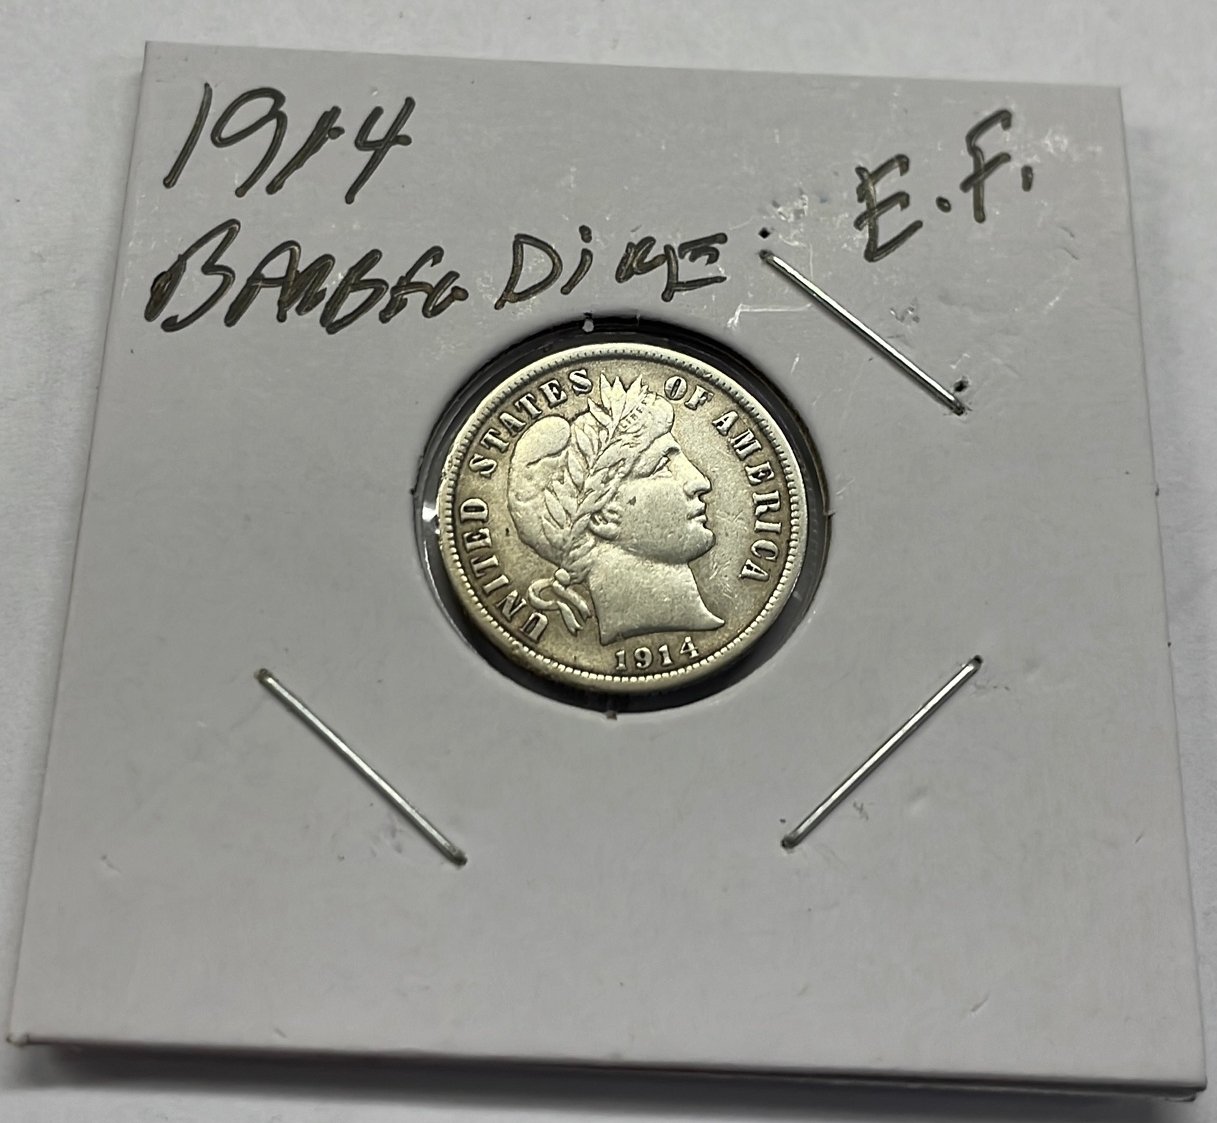 1914
E.F.
BARBER DIME
UNITED STATES OF AMERICA
1914